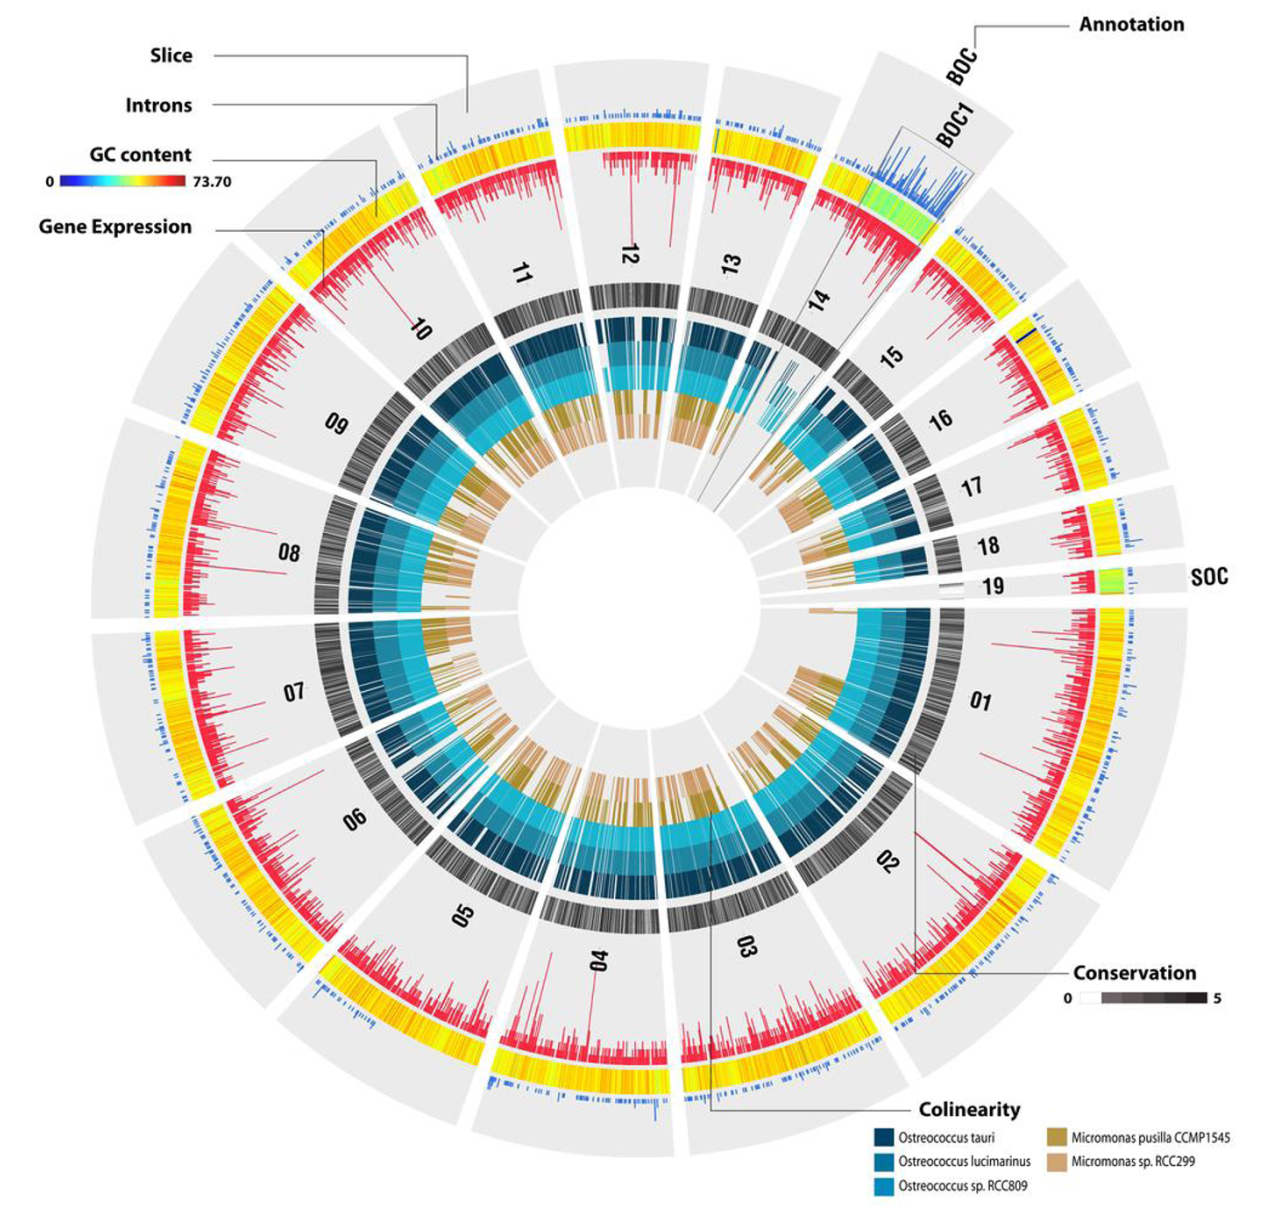 Annotation
BOC
BOC1
Slice
Introns
GC content
0 73.70
Gene Expression
01
02
03
04
05
06
07
08
09
10
11
12
13
14
15
16
17
18
19
SOC
Conservation
0 5
Colinearity
Ostreococcus tauri
Ostreococcus lucimarinus
Ostreococcus sp. RCC809
Micromonas pusilla CCMP1545
Micromonas sp. RCC299